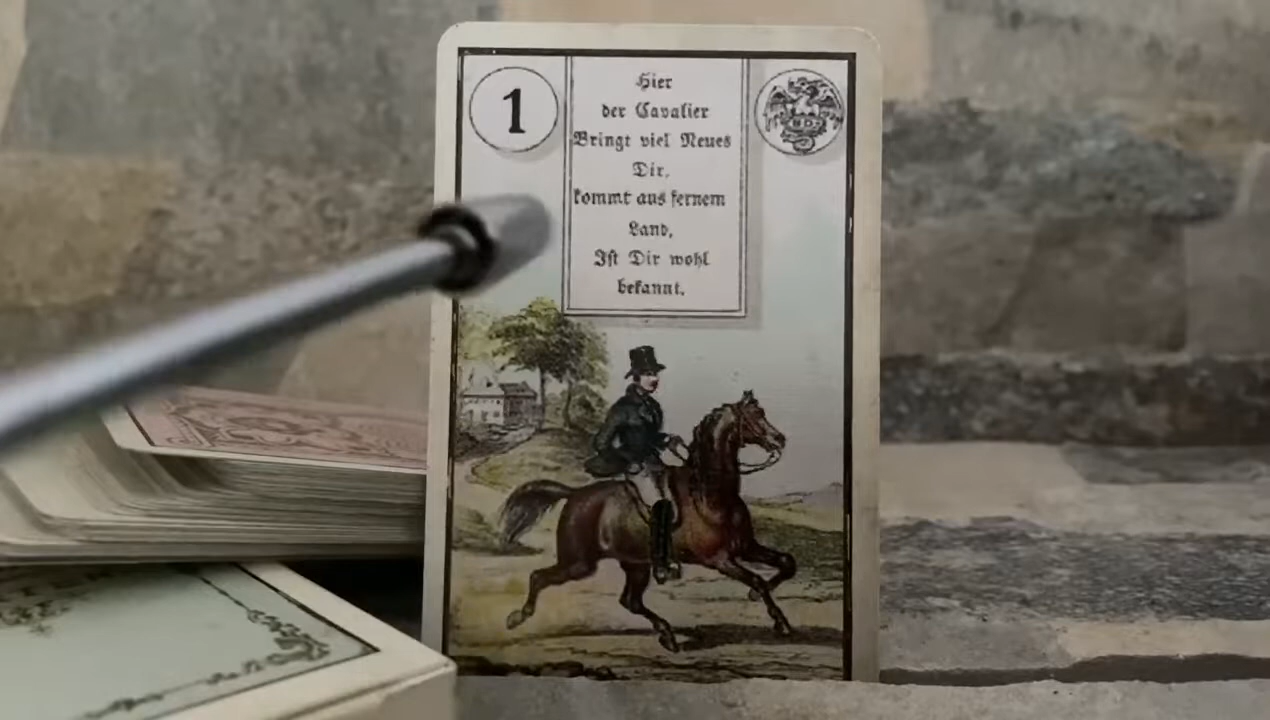 1
Hier
der Cavalier
Bringt viel Neues
Dir,
kommt aus fernem
Land,
Ist Dir wohl
bekannt.